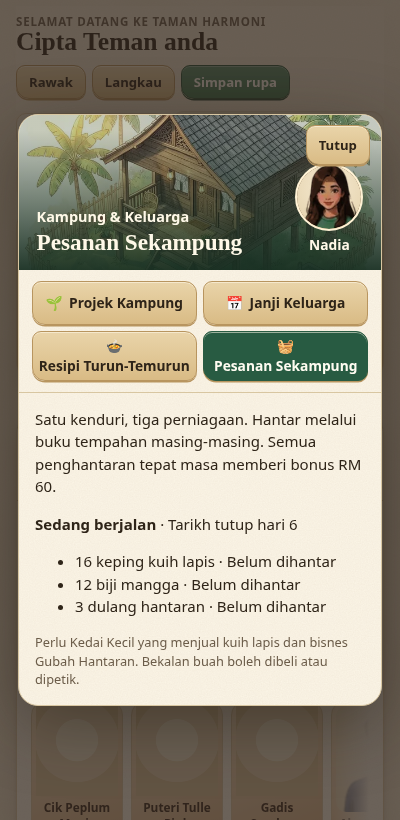 SELAMAT DATANG KE TAMAN HARMONI
Cipta Teman anda
Rawak
Langkau
Simpan rupa
Tutup
Kampung & Keluarga
Pesanan Sekampung
Nadia
🌱 Projek Kampung
📅 Janji Keluarga
🍲
Resipi Turun-Temurun
🧺
Pesanan Sekampung
Satu kenduri, tiga perniagaan. Hantar melalui
buku tempahan masing-masing. Semua
penghantaran tepat masa memberi bonus RM
60.
Sedang berjalan · Tarikh tutup hari 6
• 16 keping kuih lapis · Belum dihantar
• 12 biji mangga · Belum dihantar
• 3 dulang hantaran · Belum dihantar
Perlu Kedai Kecil yang menjual kuih lapis dan bisnes
Gubah Hantaran. Bekalan buah boleh dibeli atau
dipetik.
Cik Peplum
Puteri Tulle
Gadis